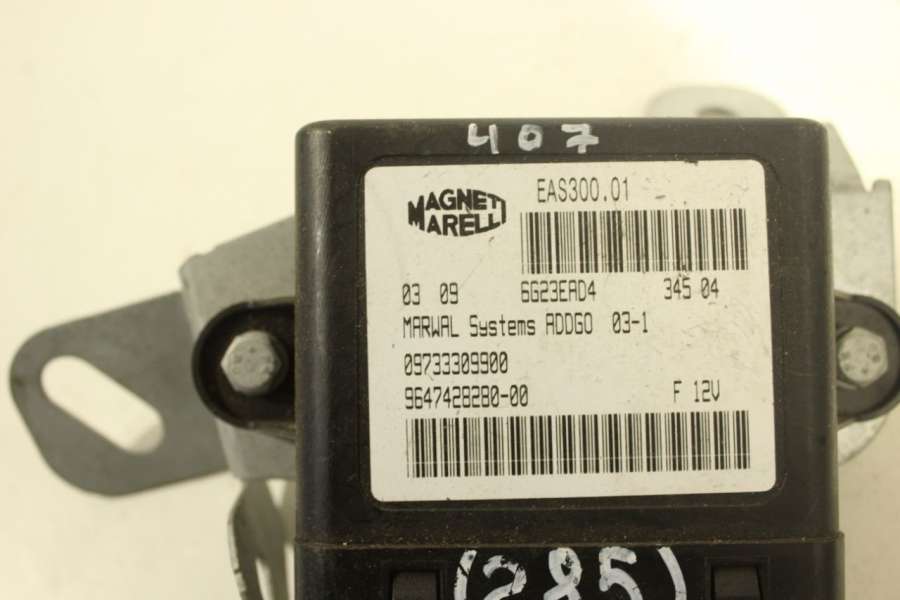 407
MAGNETI MARELLI
EAS300.01
03 09 6G23EAD4 345 04
MARWAL Systems ADDGO 03-1
09733309900
9647428280-00 F 12V
(285)